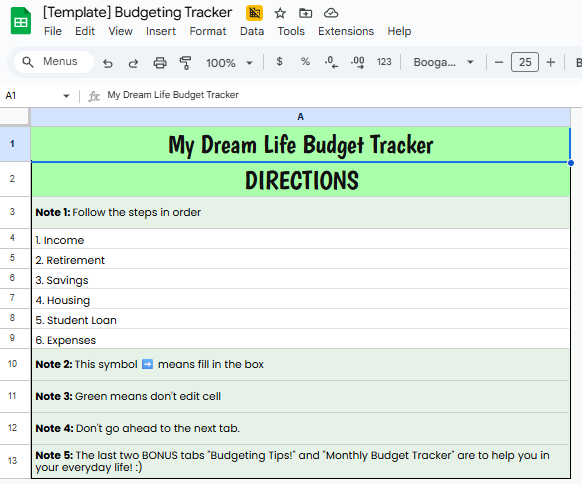 [Template] Budgeting Tracker
File Edit View Insert Format Data Tools Extensions Help
Menus 100% $ % .0 .00 123 Booga... − 25 + B
A1 fx My Dream Life Budget Tracker
A
1 My Dream Life Budget Tracker
2 DIRECTIONS
3 Note 1: Follow the steps in order
4 1. Income
5 2. Retirement
6 3. Savings
7 4. Housing
8 5. Student Loan
9 6. Expenses
10 Note 2: This symbol ➡️ means fill in the box
11 Note 3: Green means don't edit cell
12 Note 4: Don't go ahead to the next tab.
13 Note 5: The last two BONUS tabs "Budgeting Tips!" and "Monthly Budget Tracker" are to help you in
your everyday life! :)